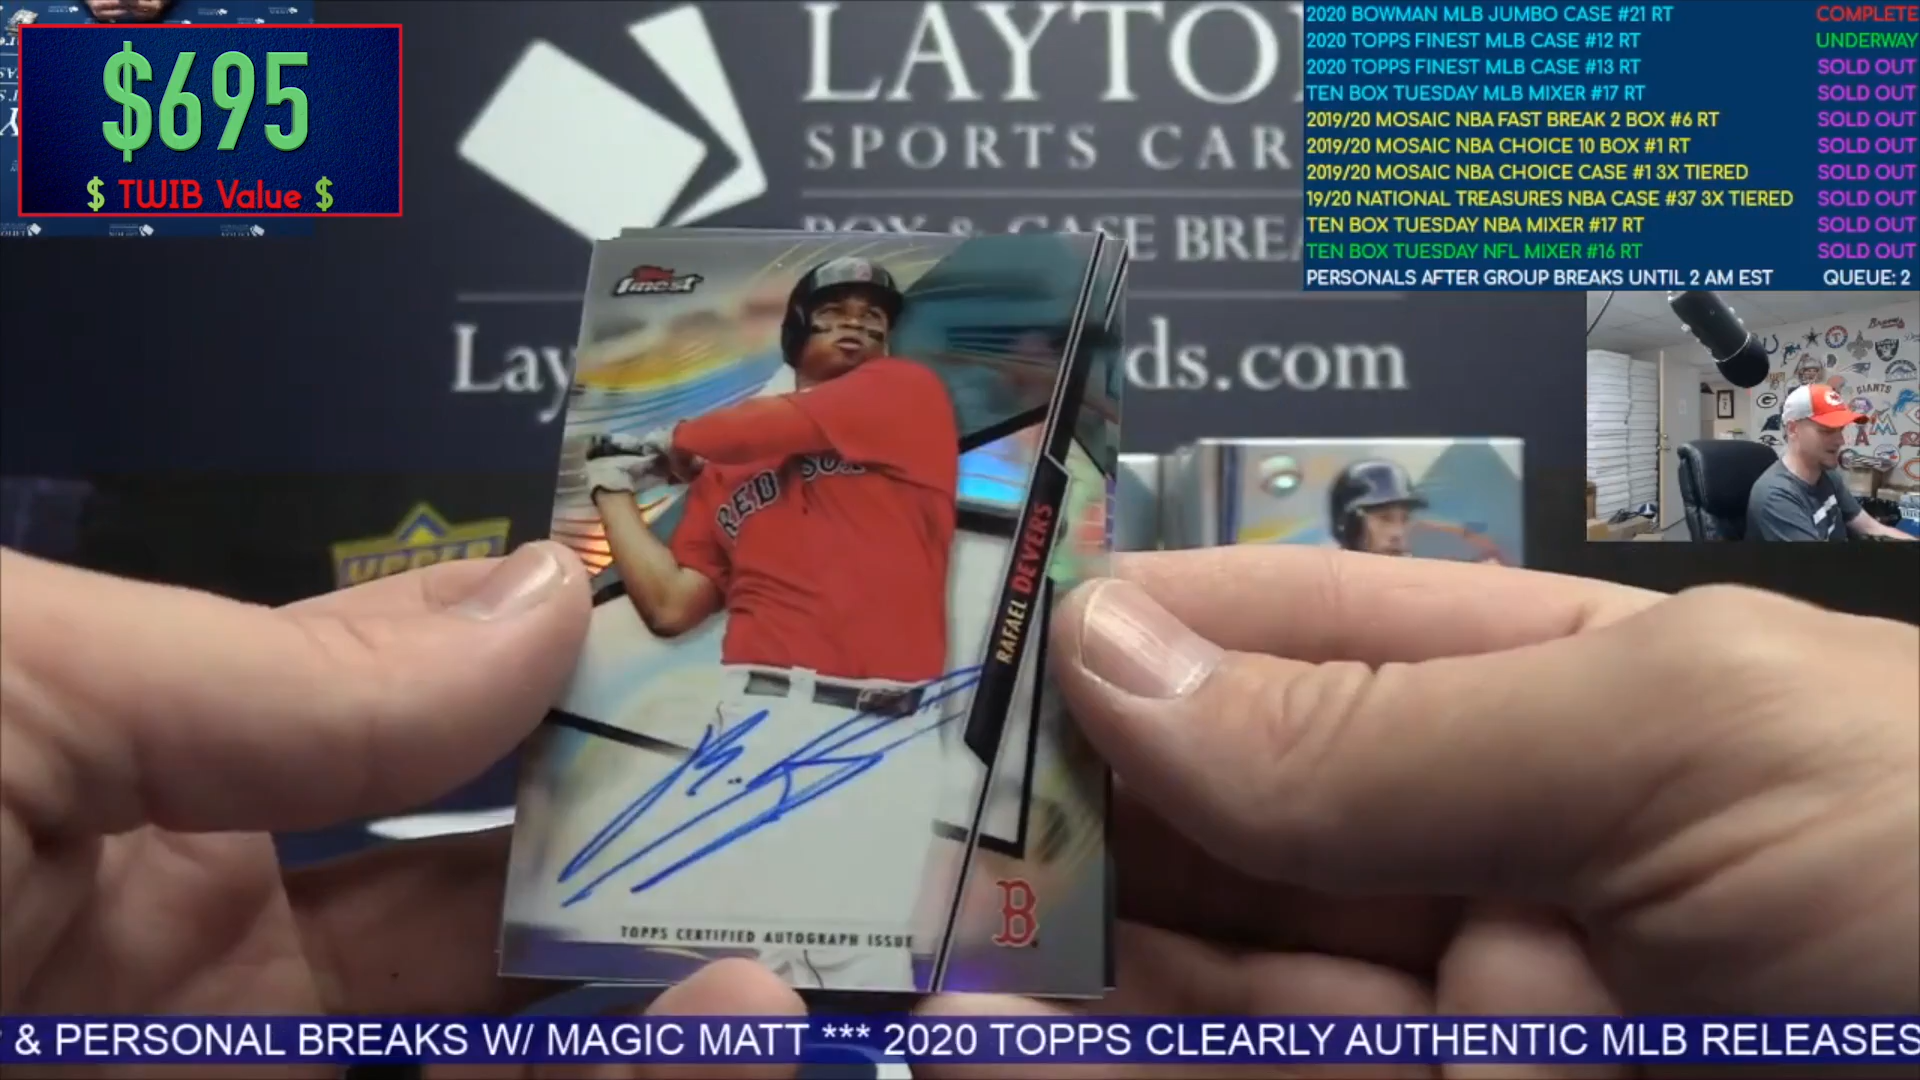 $695
$ TWIB Value $
LAYTO
SPORTS CAR
BOX & CASE BREA
Lay
ds.com
2020 BOWMAN MLB JUMBO CASE #21 RT COMPLETE
2020 TOPPS FINEST MLB CASE #12 RT UNDERWAY
2020 TOPPS FINEST MLB CASE #13 RT SOLD OUT
TEN BOX TUESDAY MLB MIXER #17 RT SOLD OUT
2019/20 MOSAIC NBA FAST BREAK 2 BOX #6 RT SOLD OUT
2019/20 MOSAIC NBA CHOICE 10 BOX #1 RT SOLD OUT
2019/20 MOSAIC NBA CHOICE CASE #1 3X TIERED SOLD OUT
19/20 NATIONAL TREASURES NBA CASE #37 3X TIERED SOLD OUT
TEN BOX TUESDAY NBA MIXER #17 RT SOLD OUT
TEN BOX TUESDAY NFL MIXER #16 RT SOLD OUT
PERSONALS AFTER GROUP BREAKS UNTIL 2 AM EST QUEUE: 2
Topps
finest
RED SOX
RAFAEL DEVERS
B
TOPPS CERTIFIED AUTOGRAPH ISSUE
UPPER
GIANTS
Braves
& PERSONAL BREAKS W/ MAGIC MATT *** 2020 TOPPS CLEARLY AUTHENTIC MLB RELEASES